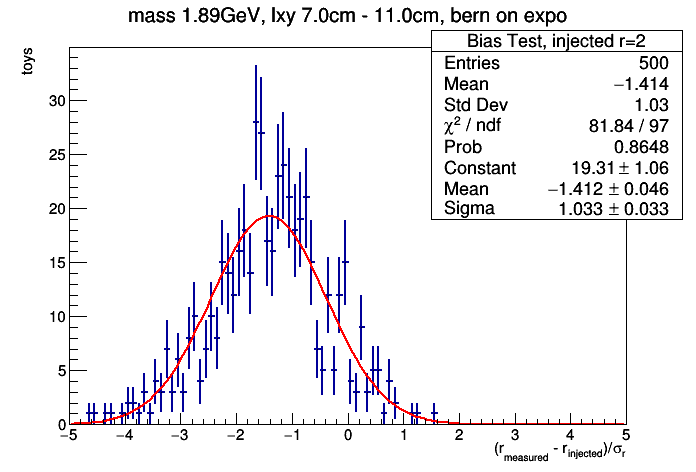 mass 1.89GeV, lxy 7.0cm - 11.0cm, bern on expo
Bias Test, injected r=2
Entries 500
Mean −1.414
Std Dev 1.03
χ² / ndf 81.84 / 97
Prob 0.8648
Constant 19.31 ± 1.06
Mean −1.412 ± 0.046
Sigma 1.033 ± 0.033
toys
30
25
20
15
10
5
0
−5 −4 −3 −2 −1 0 1 2 3 4 5
(r_measured - r_injected)/σ_r